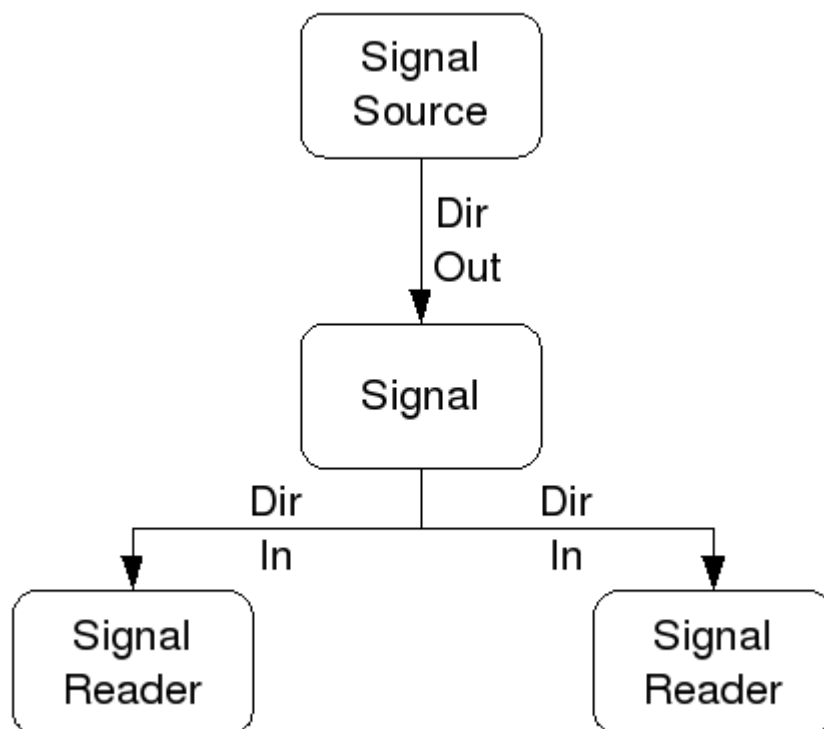 Signal
Source
Dir
Out
Signal
Dir
Dir
In
In
Signal
Reader
Signal
Reader